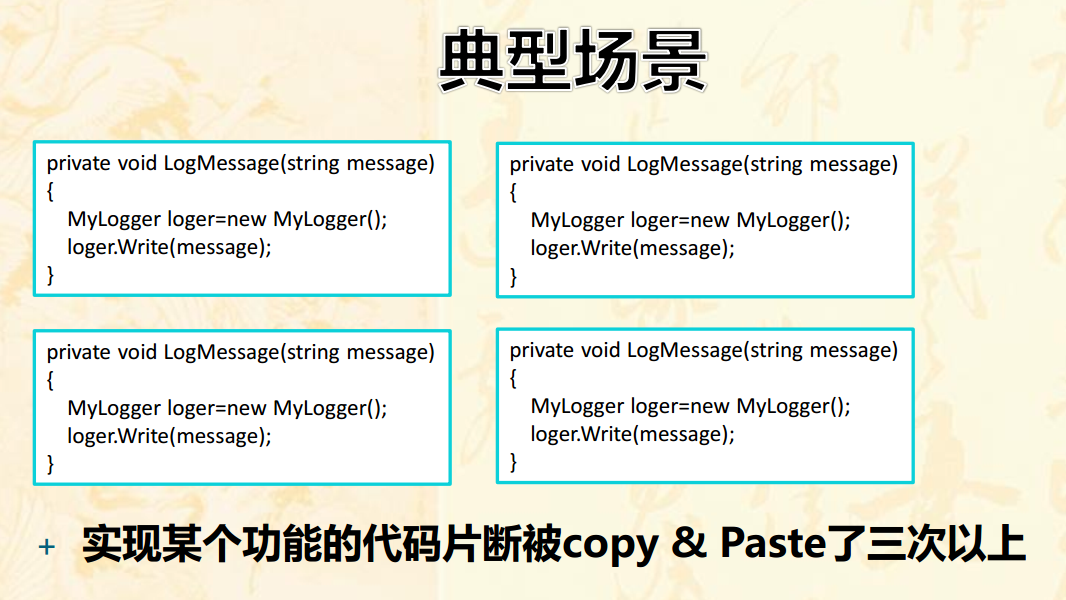 典型场景
private void LogMessage(string message)
{
MyLogger loger=new MyLogger();
loger.Write(message);
}
private void LogMessage(string message)
{
MyLogger loger=new MyLogger();
loger.Write(message);
}
private void LogMessage(string message)
{
MyLogger loger=new MyLogger();
loger.Write(message);
}
private void LogMessage(string message)
{
MyLogger loger=new MyLogger();
loger.Write(message);
}
+ 实现某个功能的代码片断被copy & Paste了三次以上